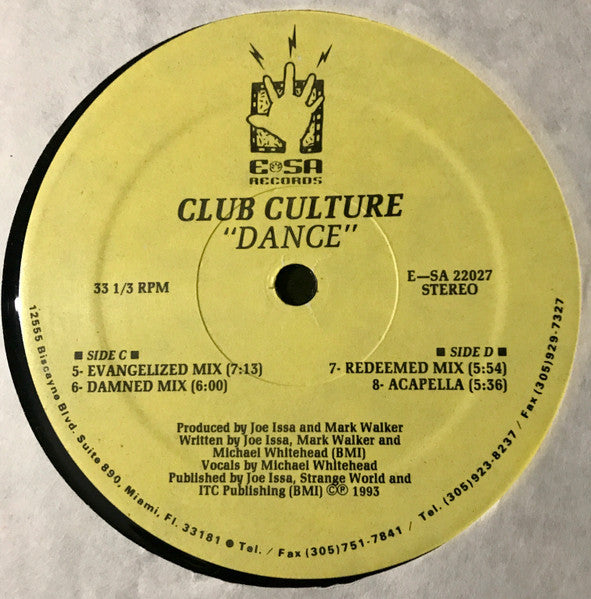 E-SA
RECORDS
CLUB CULTURE
"DANCE"
33 1/3 RPM
E—SA 22027
STEREO
■ SIDE C ■
5- EVANGELIZED MIX (7:13)
6- DAMNED MIX (6:00)
■ SIDE D ■
7- REDEEMED MIX (5:54)
8- ACAPELLA (5:36)
Produced by Joe Issa and Mark Walker
Written by Joe Issa, Mark Walker and
Michael Whitehead
(BMI)
Vocals by Michael Whitehead
Published by Joe Issa, Strange World and
ITC Publishing (BMI) ©℗ 1993
12555 Biscayne Blvd. Suite 890, Miami, Fl. 33181 ● Tel. / Fax (305)751-7841 / Tel. (305)923-8237 / Fax (305)929-7327